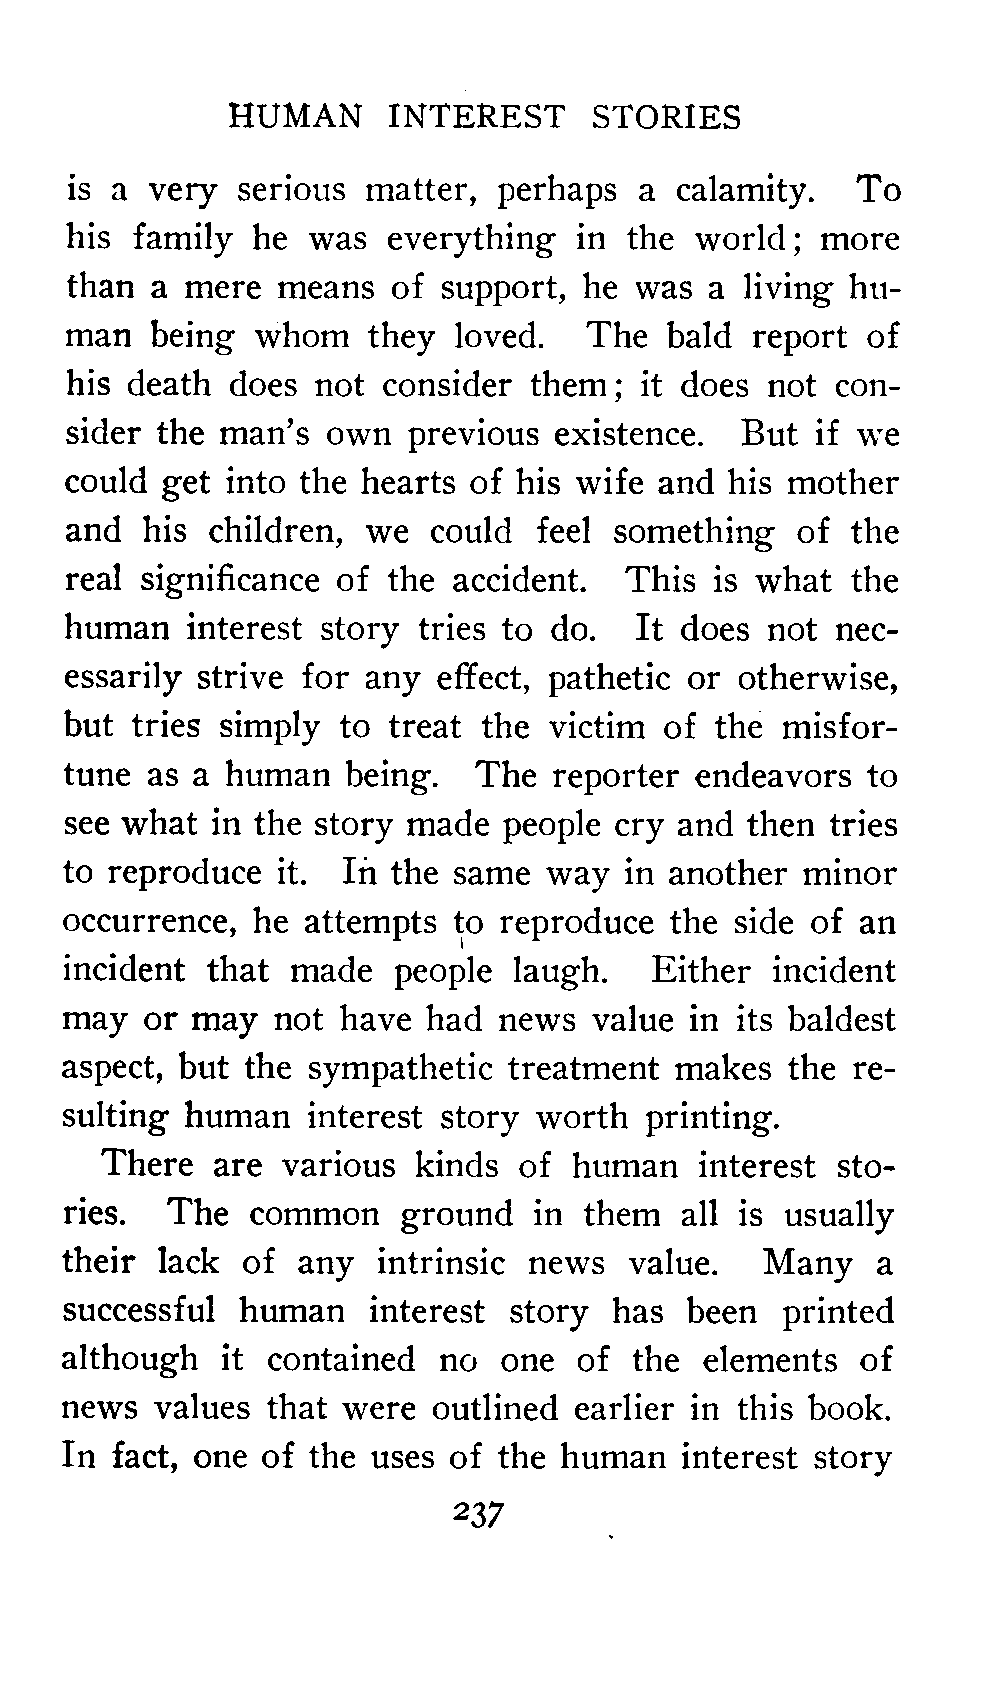 HUMAN INTEREST STORIES
is a very serious matter, perhaps a calamity. To
his family he was everything in the world; more
than a mere means of support, he was a living hu-
man being whom they loved. The bald report of
his death does not consider them; it does not con-
sider the man's own previous existence. But if we
could get into the hearts of his wife and his mother
and his children, we could feel something of the
real significance of the accident. This is what the
human interest story tries to do. It does not nec-
essarily strive for any effect, pathetic or otherwise,
but tries simply to treat the victim of the misfor-
tune as a human being. The reporter endeavors to
see what in the story made people cry and then tries
to reproduce it. In the same way in another minor
occurrence, he attempts to reproduce the side of an
incident that made people laugh. Either incident
may or may not have had news value in its baldest
aspect, but the sympathetic treatment makes the re-
sulting human interest story worth printing.
There are various kinds of human interest sto-
ries. The common ground in them all is usually
their lack of any intrinsic news value. Many a
successful human interest story has been printed
although it contained no one of the elements of
news values that were outlined earlier in this book.
In fact, one of the uses of the human interest story
237